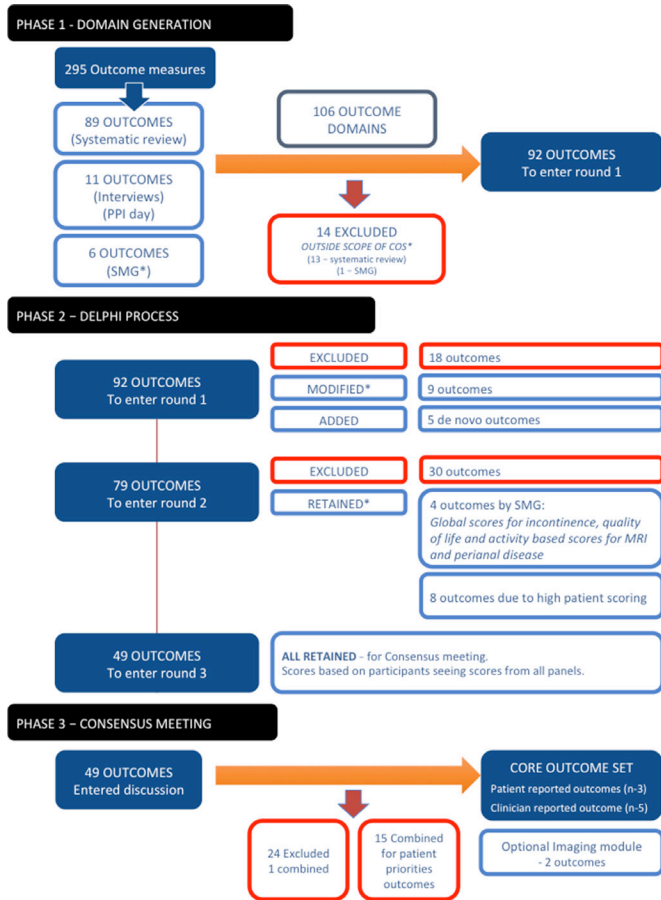 PHASE 1 - DOMAIN GENERATION
295 Outcome measures
89 OUTCOMES
(Systematic review)
11 OUTCOMES
(Interviews)
(PPI day)
6 OUTCOMES
(SMG*)
106 OUTCOME
DOMAINS
14 EXCLUDED
OUTSIDE SCOPE OF COS*
(13 – systematic review)
(1 – SMG)
92 OUTCOMES
To enter round 1
PHASE 2 – DELPHI PROCESS
92 OUTCOMES
To enter round 1
EXCLUDED
18 outcomes
MODIFIED*
9 outcomes
ADDED
5 de novo outcomes
79 OUTCOMES
To enter round 2
EXCLUDED
30 outcomes
RETAINED*
4 outcomes by SMG:
Global scores for incontinence, quality
of life and activity based scores for MRI
and perianal disease
8 outcomes due to high patient scoring
49 OUTCOMES
To enter round 3
ALL RETAINED - for Consensus meeting.
Scores based on participants seeing scores from all panels.
PHASE 3 – CONSENSUS MEETING
49 OUTCOMES
Entered discussion
24 Excluded
1 combined
15 Combined
for patient
priorities
outcomes
CORE OUTCOME SET
Patient reported outcomes (n-3)
Clinician reported outcome (n-5)
Optional Imaging module
- 2 outcomes